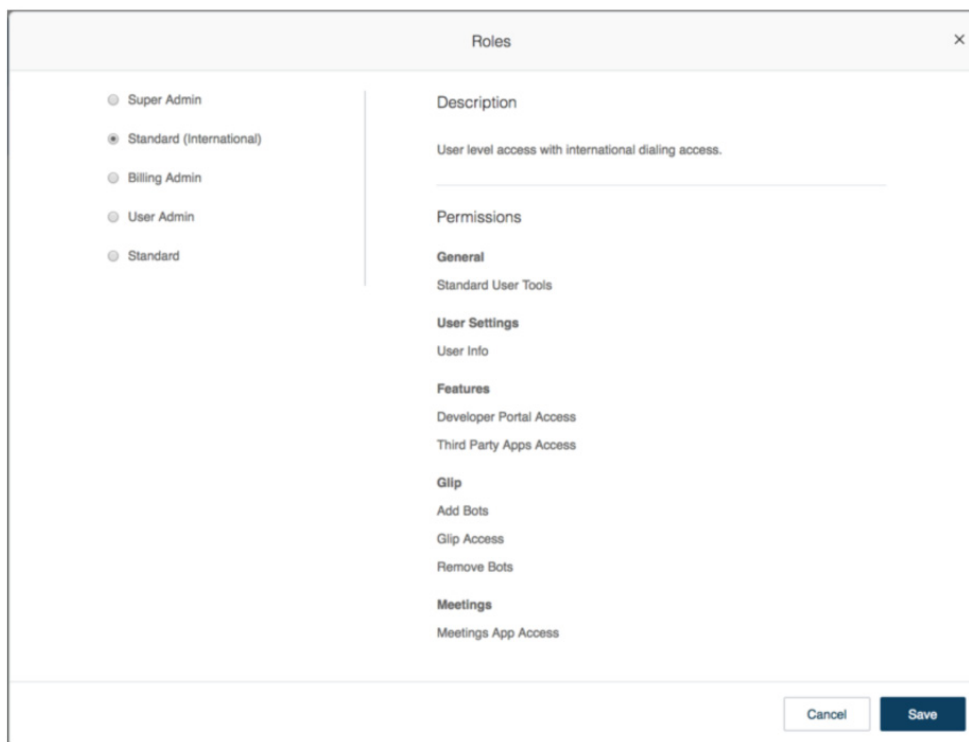 Roles
Super Admin
Standard (International)
Billing Admin
User Admin
Standard
Description
User level access with international dialing access.
Permissions
General
Standard User Tools
User Settings
User Info
Features
Developer Portal Access
Third Party Apps Access
Glip
Add Bots
Glip Access
Remove Bots
Meetings
Meetings App Access
Cancel
Save